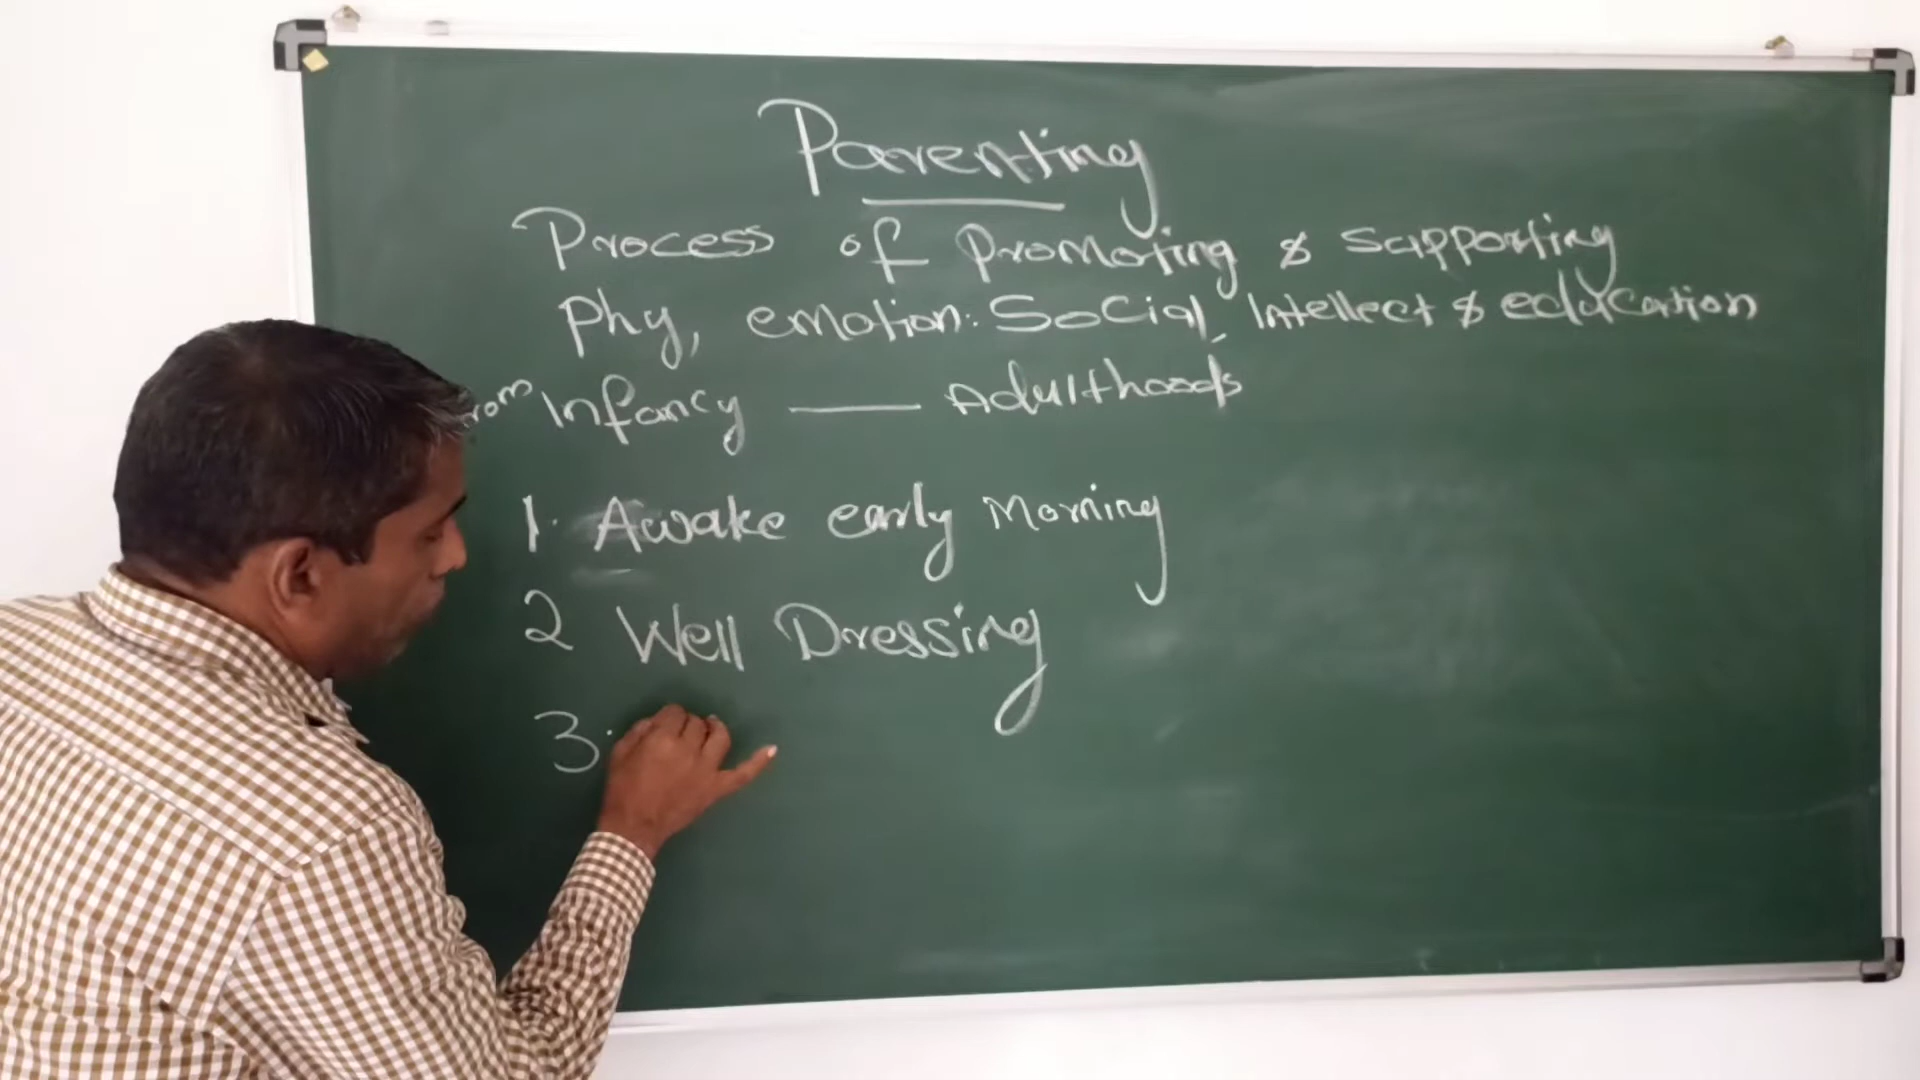 Parenting
Process of Promoting & Supporting
Phy, emotion: Social, Intellect & education
rom Infancy — Adulthoods
1. Awake early Morning
2 Well Dressing
3.